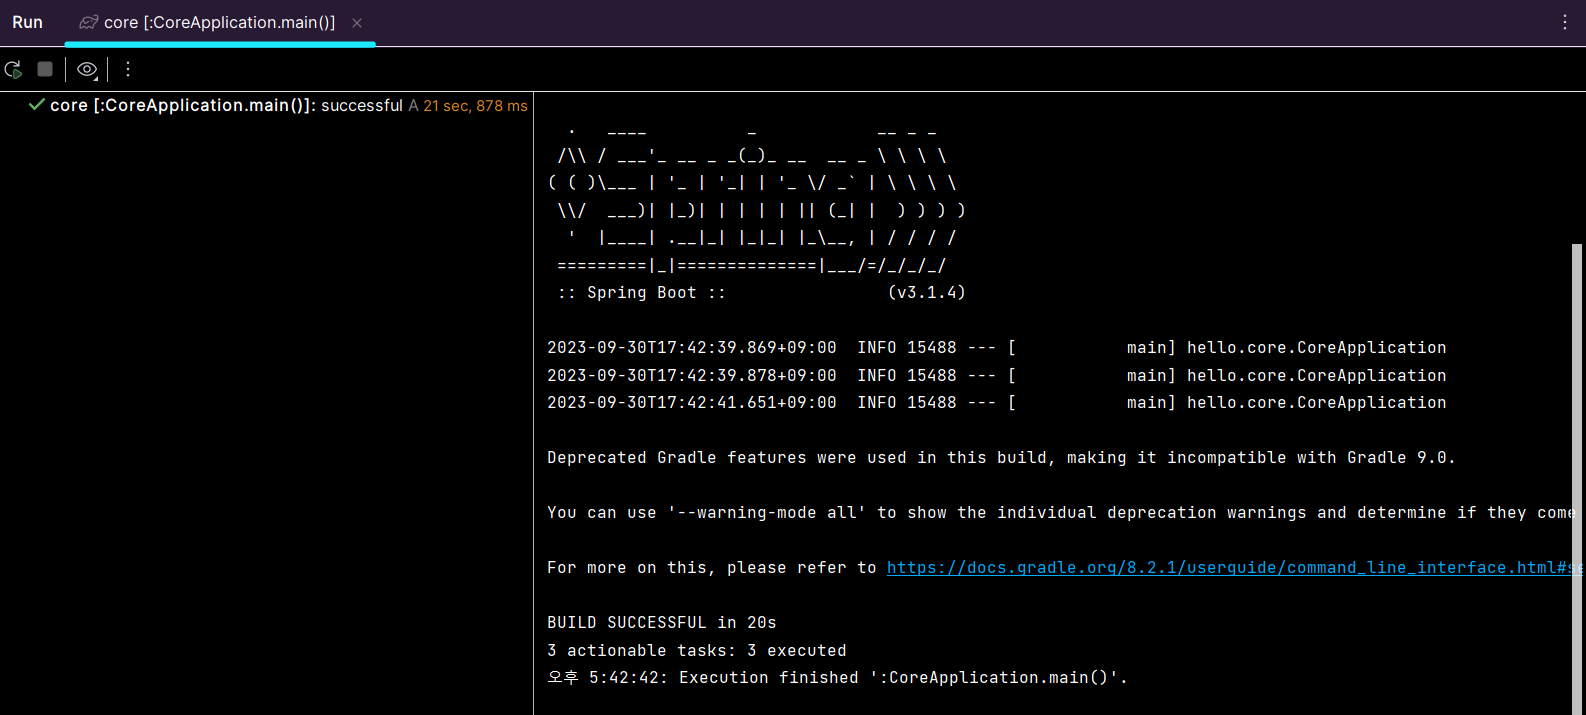 Run
core [:CoreApplication.main()]
core [:CoreApplication.main()]: successful A 21 sec, 878 ms
  .   ____          _            __ _ _
 /\\ / ___'_ __ _ _(_)_ __  __ _ \ \ \ \
( ( )\___ | '_ | '_| | '_ \/ _` | \ \ \ \
 \\/  ___)| |_)| | | | | || (_| |  ) ) ) )
  '  |____| .__|_| |_|_| |_\__, | / / / /
 =========|_|==============|___/=/_/_/_/
 :: Spring Boot ::                (v3.1.4)
2023-09-30T17:42:39.869+09:00  INFO 15488 --- [           main] hello.core.CoreApplication
2023-09-30T17:42:39.878+09:00  INFO 15488 --- [           main] hello.core.CoreApplication
2023-09-30T17:42:41.651+09:00  INFO 15488 --- [           main] hello.core.CoreApplication
Deprecated Gradle features were used in this build, making it incompatible with Gradle 9.0.
You can use '--warning-mode all' to show the individual deprecation warnings and determine if they come
For more on this, please refer to https://docs.gradle.org/8.2.1/userguide/command_line_interface.html#se
BUILD SUCCESSFUL in 20s
3 actionable tasks: 3 executed
오후 5:42:42: Execution finished ':CoreApplication.main()'.